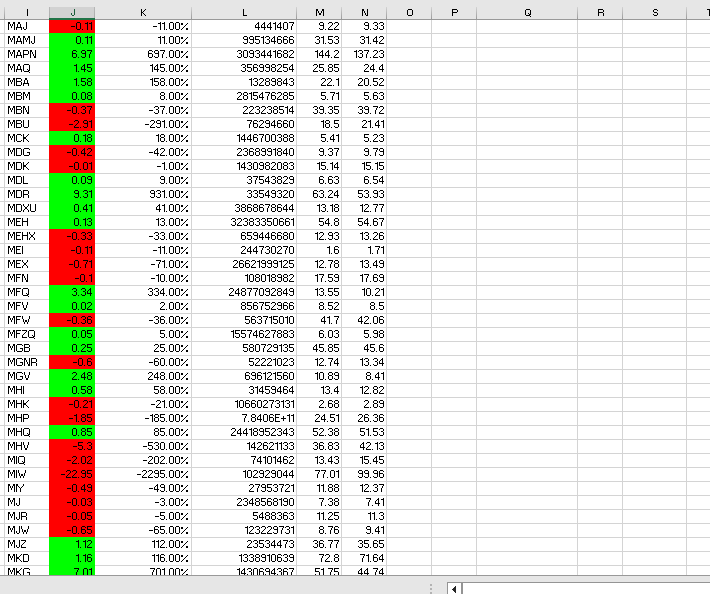 I J K L M N O P Q R S
MAJ -0.11 -11.00% 4441407 9.22 9.33
MAMJ 0.11 11.00% 995134666 31.53 31.42
MAPN 6.97 697.00% 3093441682 144.2 137.23
MAQ 1.45 145.00% 356998254 25.85 24.4
MBA 1.58 158.00% 13289843 22.1 20.52
MBM 0.08 8.00% 2815476285 5.71 5.63
MBN -0.37 -37.00% 223238514 39.35 39.72
MBU -2.91 -291.00% 76294660 18.5 21.41
MCK 0.18 18.00% 1446700388 5.41 5.23
MDG -0.42 -42.00% 2368991840 9.37 9.79
MDK -0.01 -1.00% 1430982083 15.14 15.15
MDL 0.09 9.00% 37543829 6.63 6.54
MDR 9.31 931.00% 33549320 63.24 53.93
MDXU 0.41 41.00% 3868678644 13.18 12.77
MEH 0.13 13.00% 32383350661 54.8 54.67
MEHX -0.33 -33.00% 659446680 12.93 13.26
MEI -0.11 -11.00% 244730270 1.6 1.71
MEX -0.71 -71.00% 26621999125 12.78 13.49
MFN -0.1 -10.00% 108018982 17.59 17.69
MFQ 3.34 334.00% 24877092849 13.55 10.21
MFV 0.02 2.00% 856752966 8.52 8.5
MFW -0.36 -36.00% 563715010 41.7 42.06
MFZQ 0.05 5.00% 15574627883 6.03 5.98
MGB 0.25 25.00% 580729135 45.85 45.6
MGNR -0.6 -60.00% 52221023 12.74 13.34
MGV 2.48 248.00% 696121560 10.89 8.41
MHI 0.58 58.00% 31459464 13.4 12.82
MHK -0.21 -21.00% 10660273131 2.68 2.89
MHP -1.85 -185.00% 7.8406E+11 24.51 26.36
MHQ 0.85 85.00% 24418952343 52.38 51.53
MHV -5.3 -530.00% 142621133 36.83 42.13
MIQ -2.02 -202.00% 74101462 13.43 15.45
MIW -22.95 -2295.00% 102929044 77.01 99.96
MIY -0.49 -49.00% 27953721 11.88 12.37
MJ -0.03 -3.00% 2348568190 7.38 7.41
MJR -0.05 -5.00% 5488363 11.25 11.3
MJW -0.65 -65.00% 123229731 8.76 9.41
MJZ 1.12 112.00% 23534473 36.77 35.65
MKD 1.16 116.00% 1338910639 72.8 71.64
MKG 7.01 701.00% 1430694367 51.75 44.74